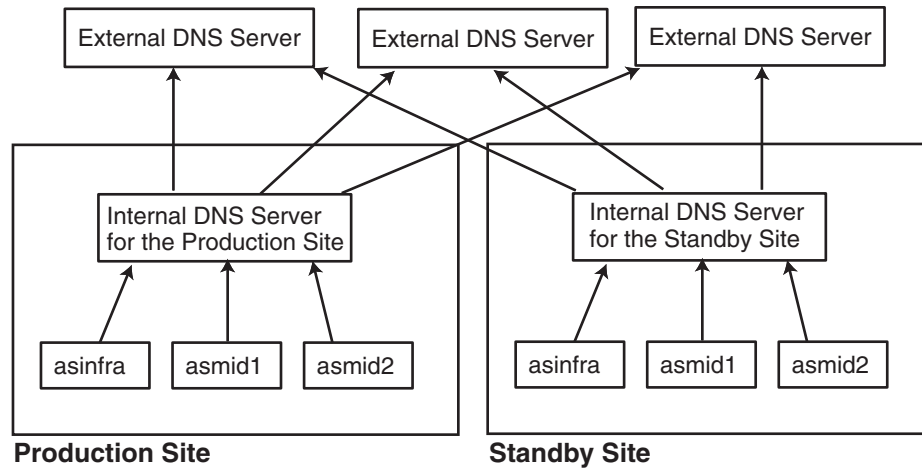 External DNS Server
External DNS Server
External DNS Server
Internal DNS Server
for the Production Site
Internal DNS Server
for the Standby Site
asinfra
asmid1
asmid2
asinfra
asmid1
asmid2
Production Site
Standby Site